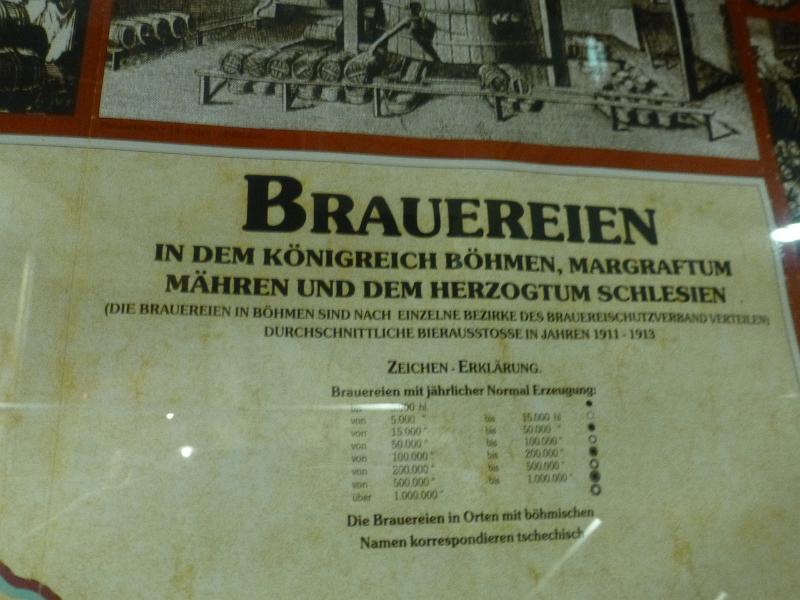 BRAUEREIEN
IN DEM KÖNIGREICH BÖHMEN, MARGRAFTUM
MÄHREN UND DEM HERZOGTUM SCHLESIEN
(DIE BRAUEREIEN IN BÖHMEN SIND NACH EINZELNE BEZIRKE DES BRAUEREISCHUTZVERBAND VERTEILEN)
DURCHSCHNITTLICHE BIERAUSSTOSSE IN JAHREN 1911 - 1913
ZEICHEN - ERKLÄRUNG.
Brauereien mit jährlicher Normal Erzeugung:
bis hl
von 5.000 " bis 15.000 hl
von 15.000 " bis 50.000 "
von 50.000 " bis 100.000 "
von 100.000 " bis 200.000 "
von 200.000 " bis 500.000 "
von 500.000 " bis 1.000.000 "
über 1.000.000 "
Die Brauereien in Orten mit böhmischen
Namen korrespondieren tschechisch